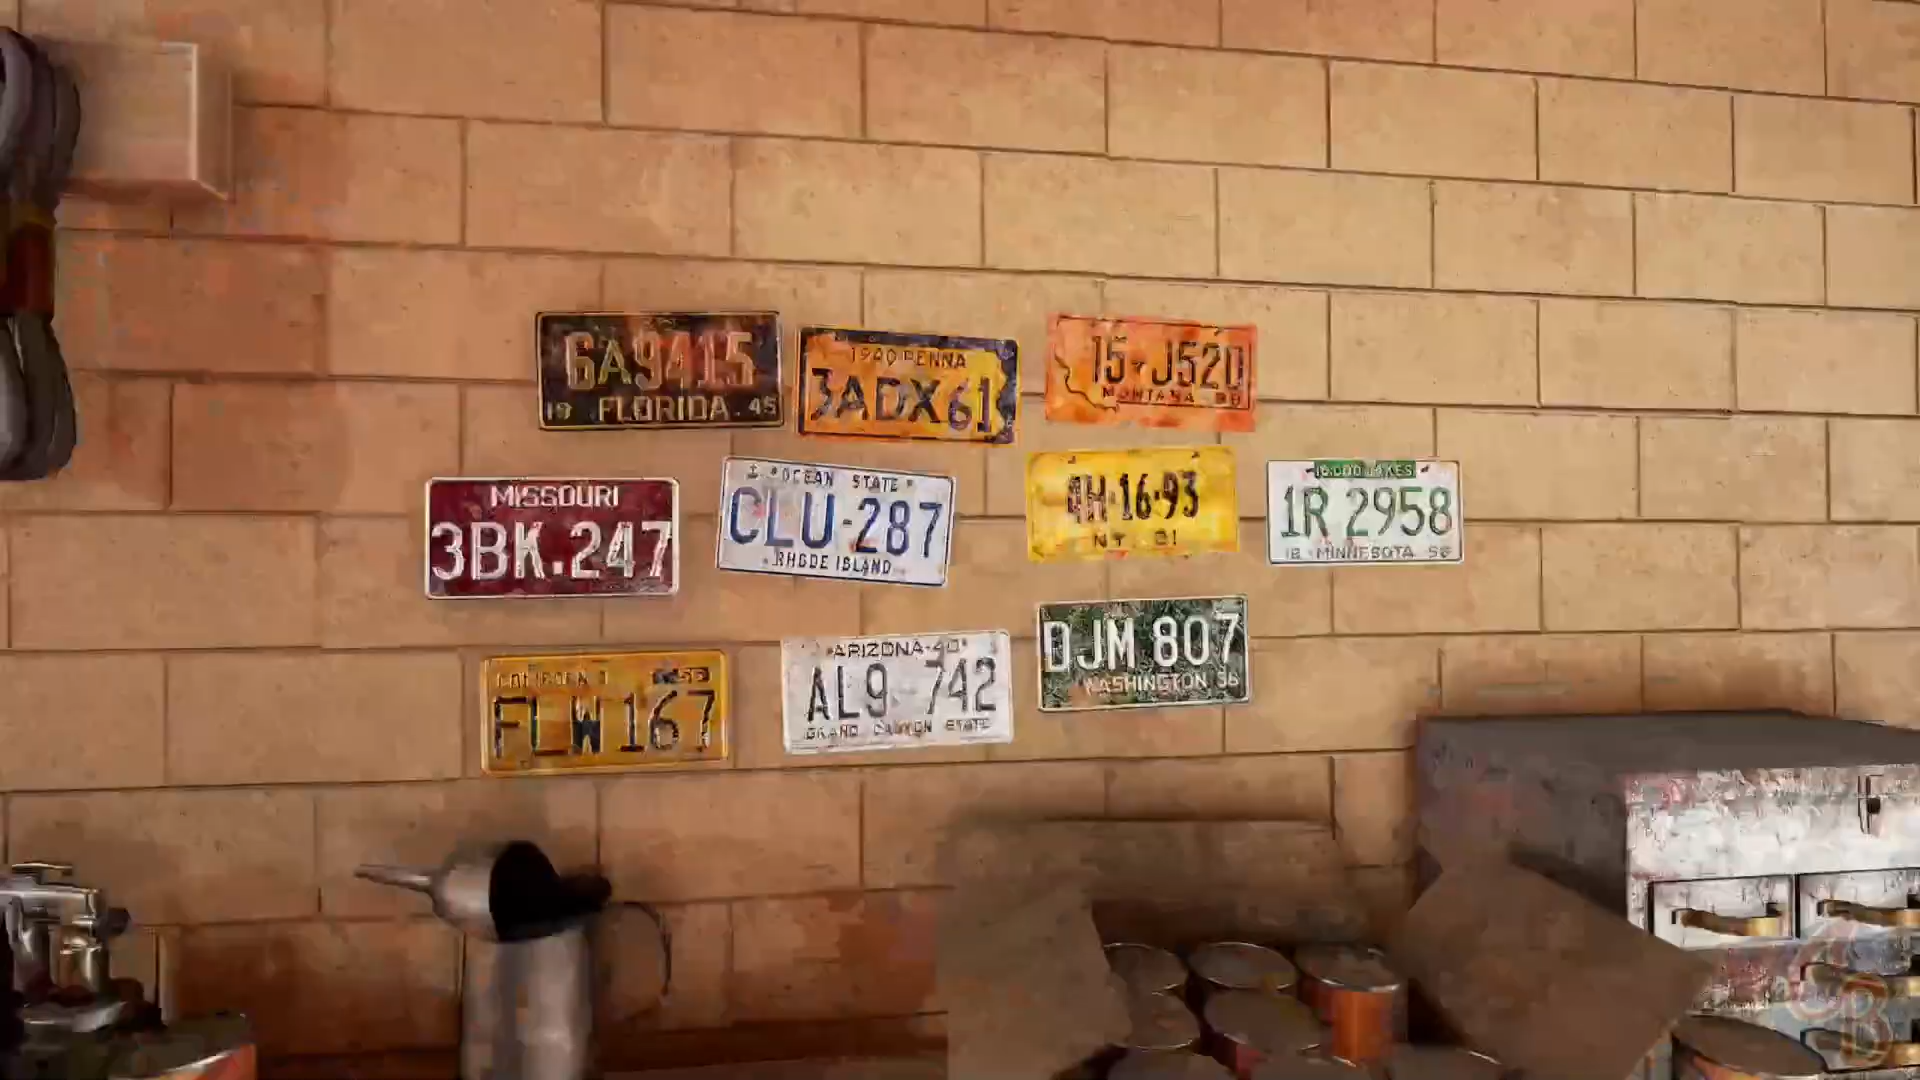 6A9415
19 FLORIDA 45
1940 PENNA
3ADX61
15-J520
MONTANA
MISSOURI
3BK.247
OCEAN STATE
CLU-287
RHODE ISLAND
4H·16·93
NY
10,000 LAKES
1R 2958
MINNESOTA
56
FLW 167
ARIZONA-40
AL9 742
GRAND CANYON STATE
DJM 807
WASHINGTON 36